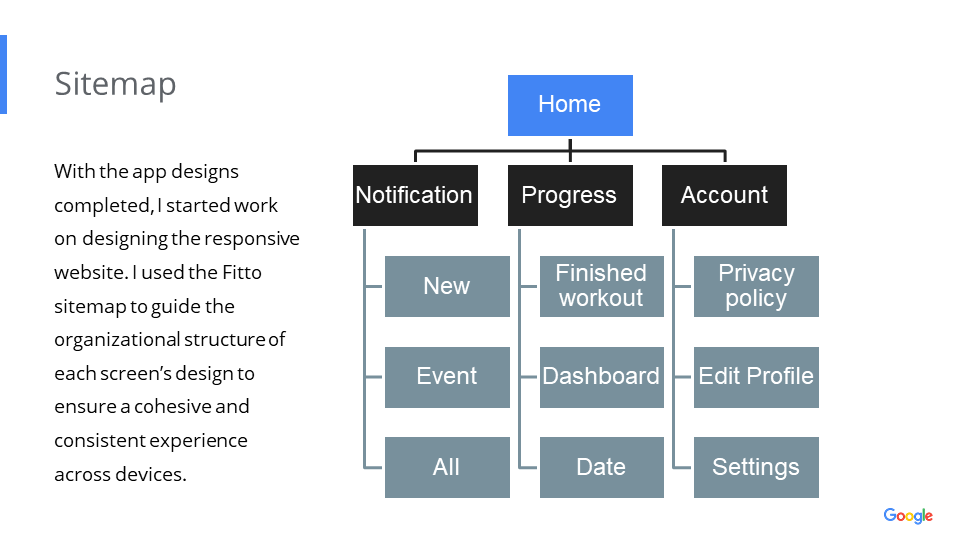 Sitemap
With the app designs
completed, I started work
on designing the responsive
website. I used the Fitto
sitemap to guide the
organizational structure of
each screen’s design to
ensure a cohesive and
consistent experience
across devices.
Home
Notification
Progress
Account
New
Finished
workout
Privacy
policy
Event
Dashboard
Edit Profile
All
Date
Settings
Google